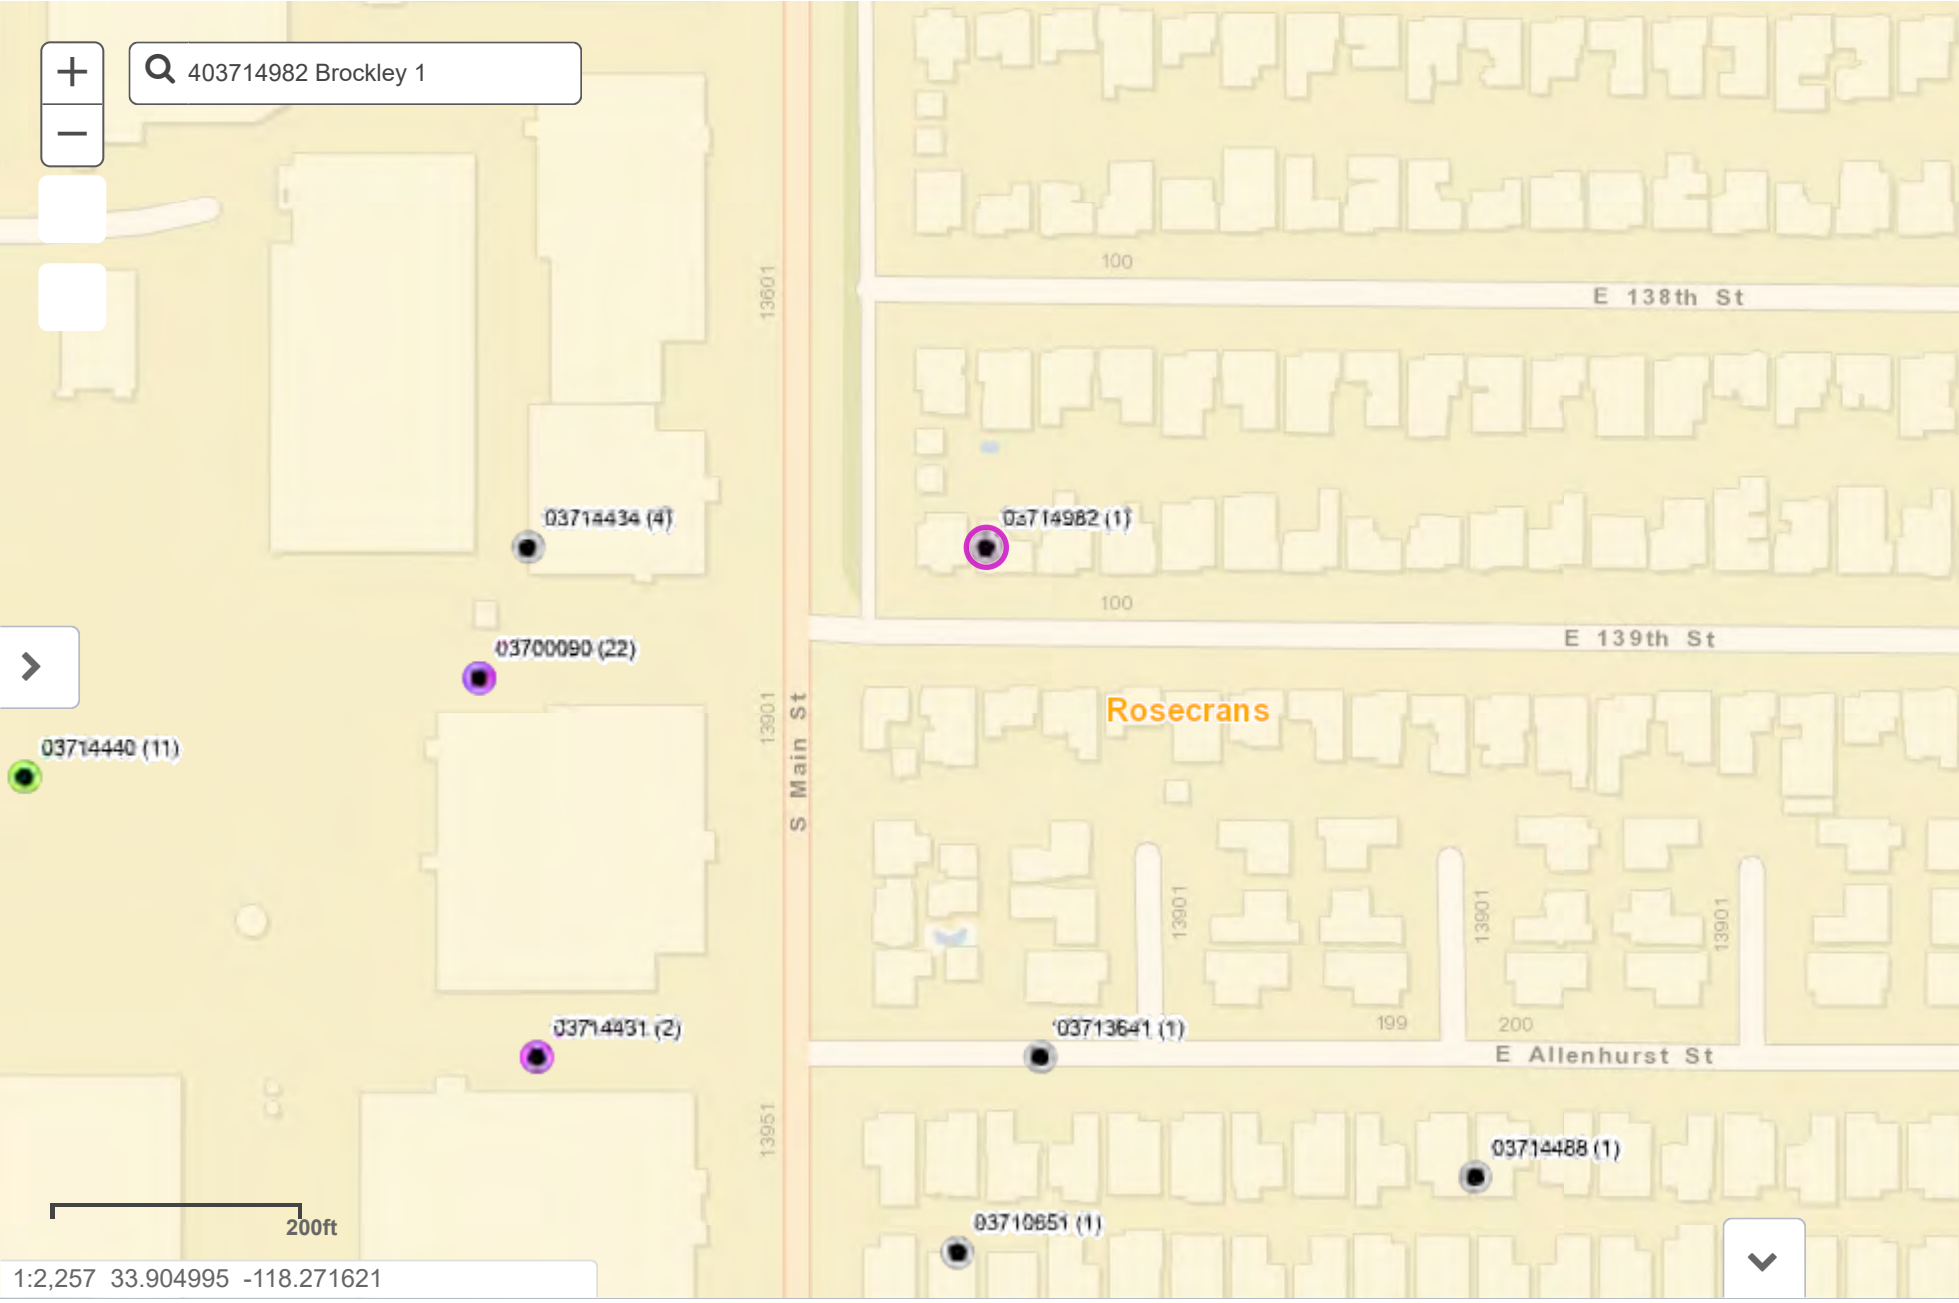 403714982 Brockley 1
100
E 138th St
13601
03714434 (4)
03714982 (1)
100
E 139th St
03700090 (22)
13901
S Main St
Rosecrans
03714440 (11)
13901
13901
13901
199
200
03714431 (2)
03713641 (1)
E Allenhurst St
13951
03714488 (1)
03710651 (1)
200ft
1:2,257 33.904995 -118.271621